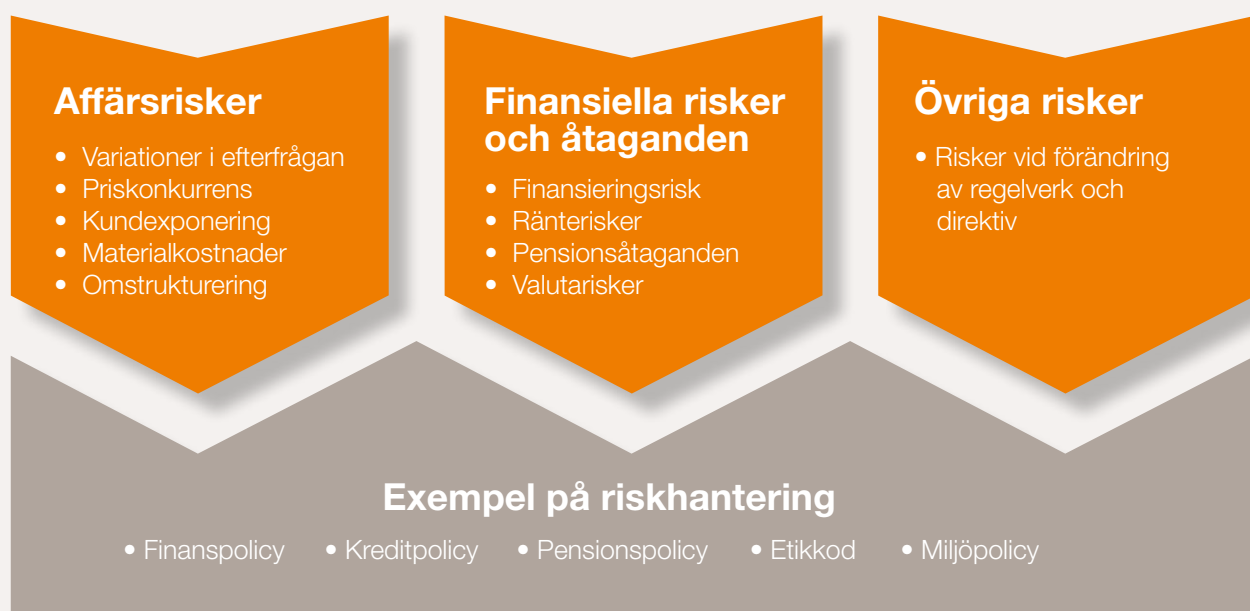 Affärsrisker
• Variationer i efterfrågan
• Priskonkurrens
• Kundexponering
• Materialkostnader
• Omstrukturering
Finansiella risker
och åtaganden
• Finansieringsrisk
• Ränterisker
• Pensionsåtaganden
• Valutarisker
Övriga risker
• Risker vid förändring
av regelverk och
direktiv
Exempel på riskhantering
• Finanspolicy • Kreditpolicy • Pensionspolicy • Etikkod • Miljöpolicy